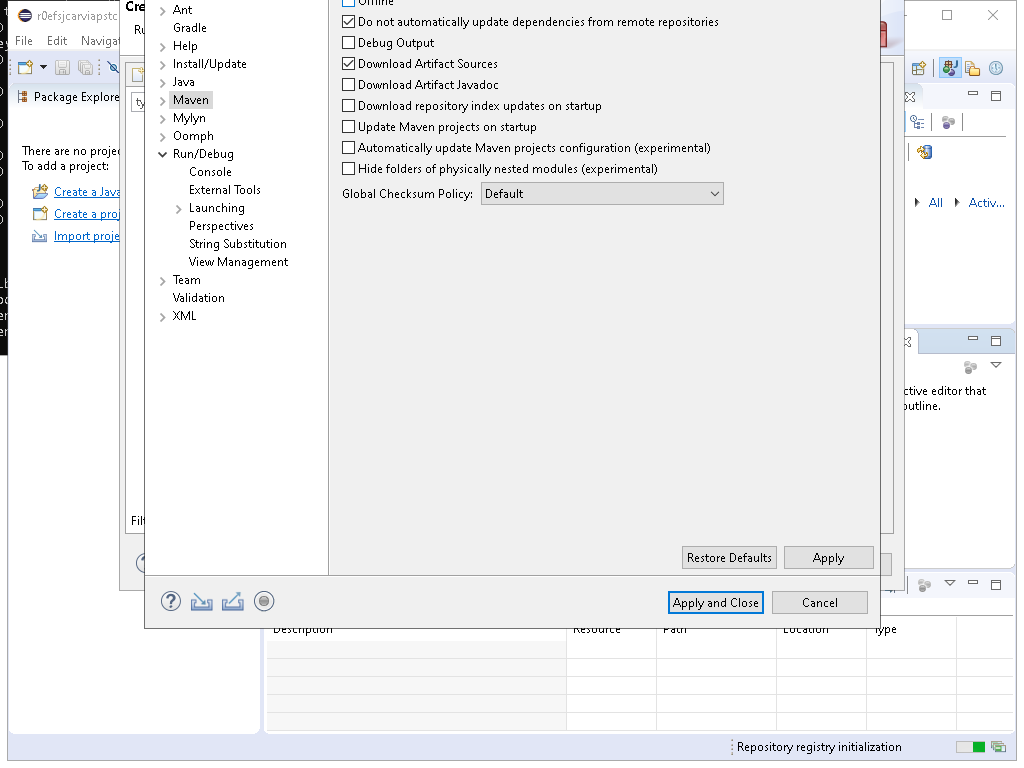 r0efsjcarviapstc
File Edit Navigat
Package Explore
There are no projec
To add a project:
Create a Java
Create a proj
Import proje
Cre
Ru
ty
Filt
Ant
Gradle
Help
Install/Update
Java
Maven
Mylyn
Oomph
Run/Debug
Console
External Tools
Launching
Perspectives
String Substitution
View Management
Team
Validation
XML
Offline
Do not automatically update dependencies from remote repositories
Debug Output
Download Artifact Sources
Download Artifact Javadoc
Download repository index updates on startup
Update Maven projects on startup
Automatically update Maven projects configuration (experimental)
Hide folders of physically nested modules (experimental)
Global Checksum Policy: Default
Restore Defaults Apply
Apply and Close Cancel
All Activ...
ctive editor that
outline.
Description Resource Path Location Type
Repository registry initialization